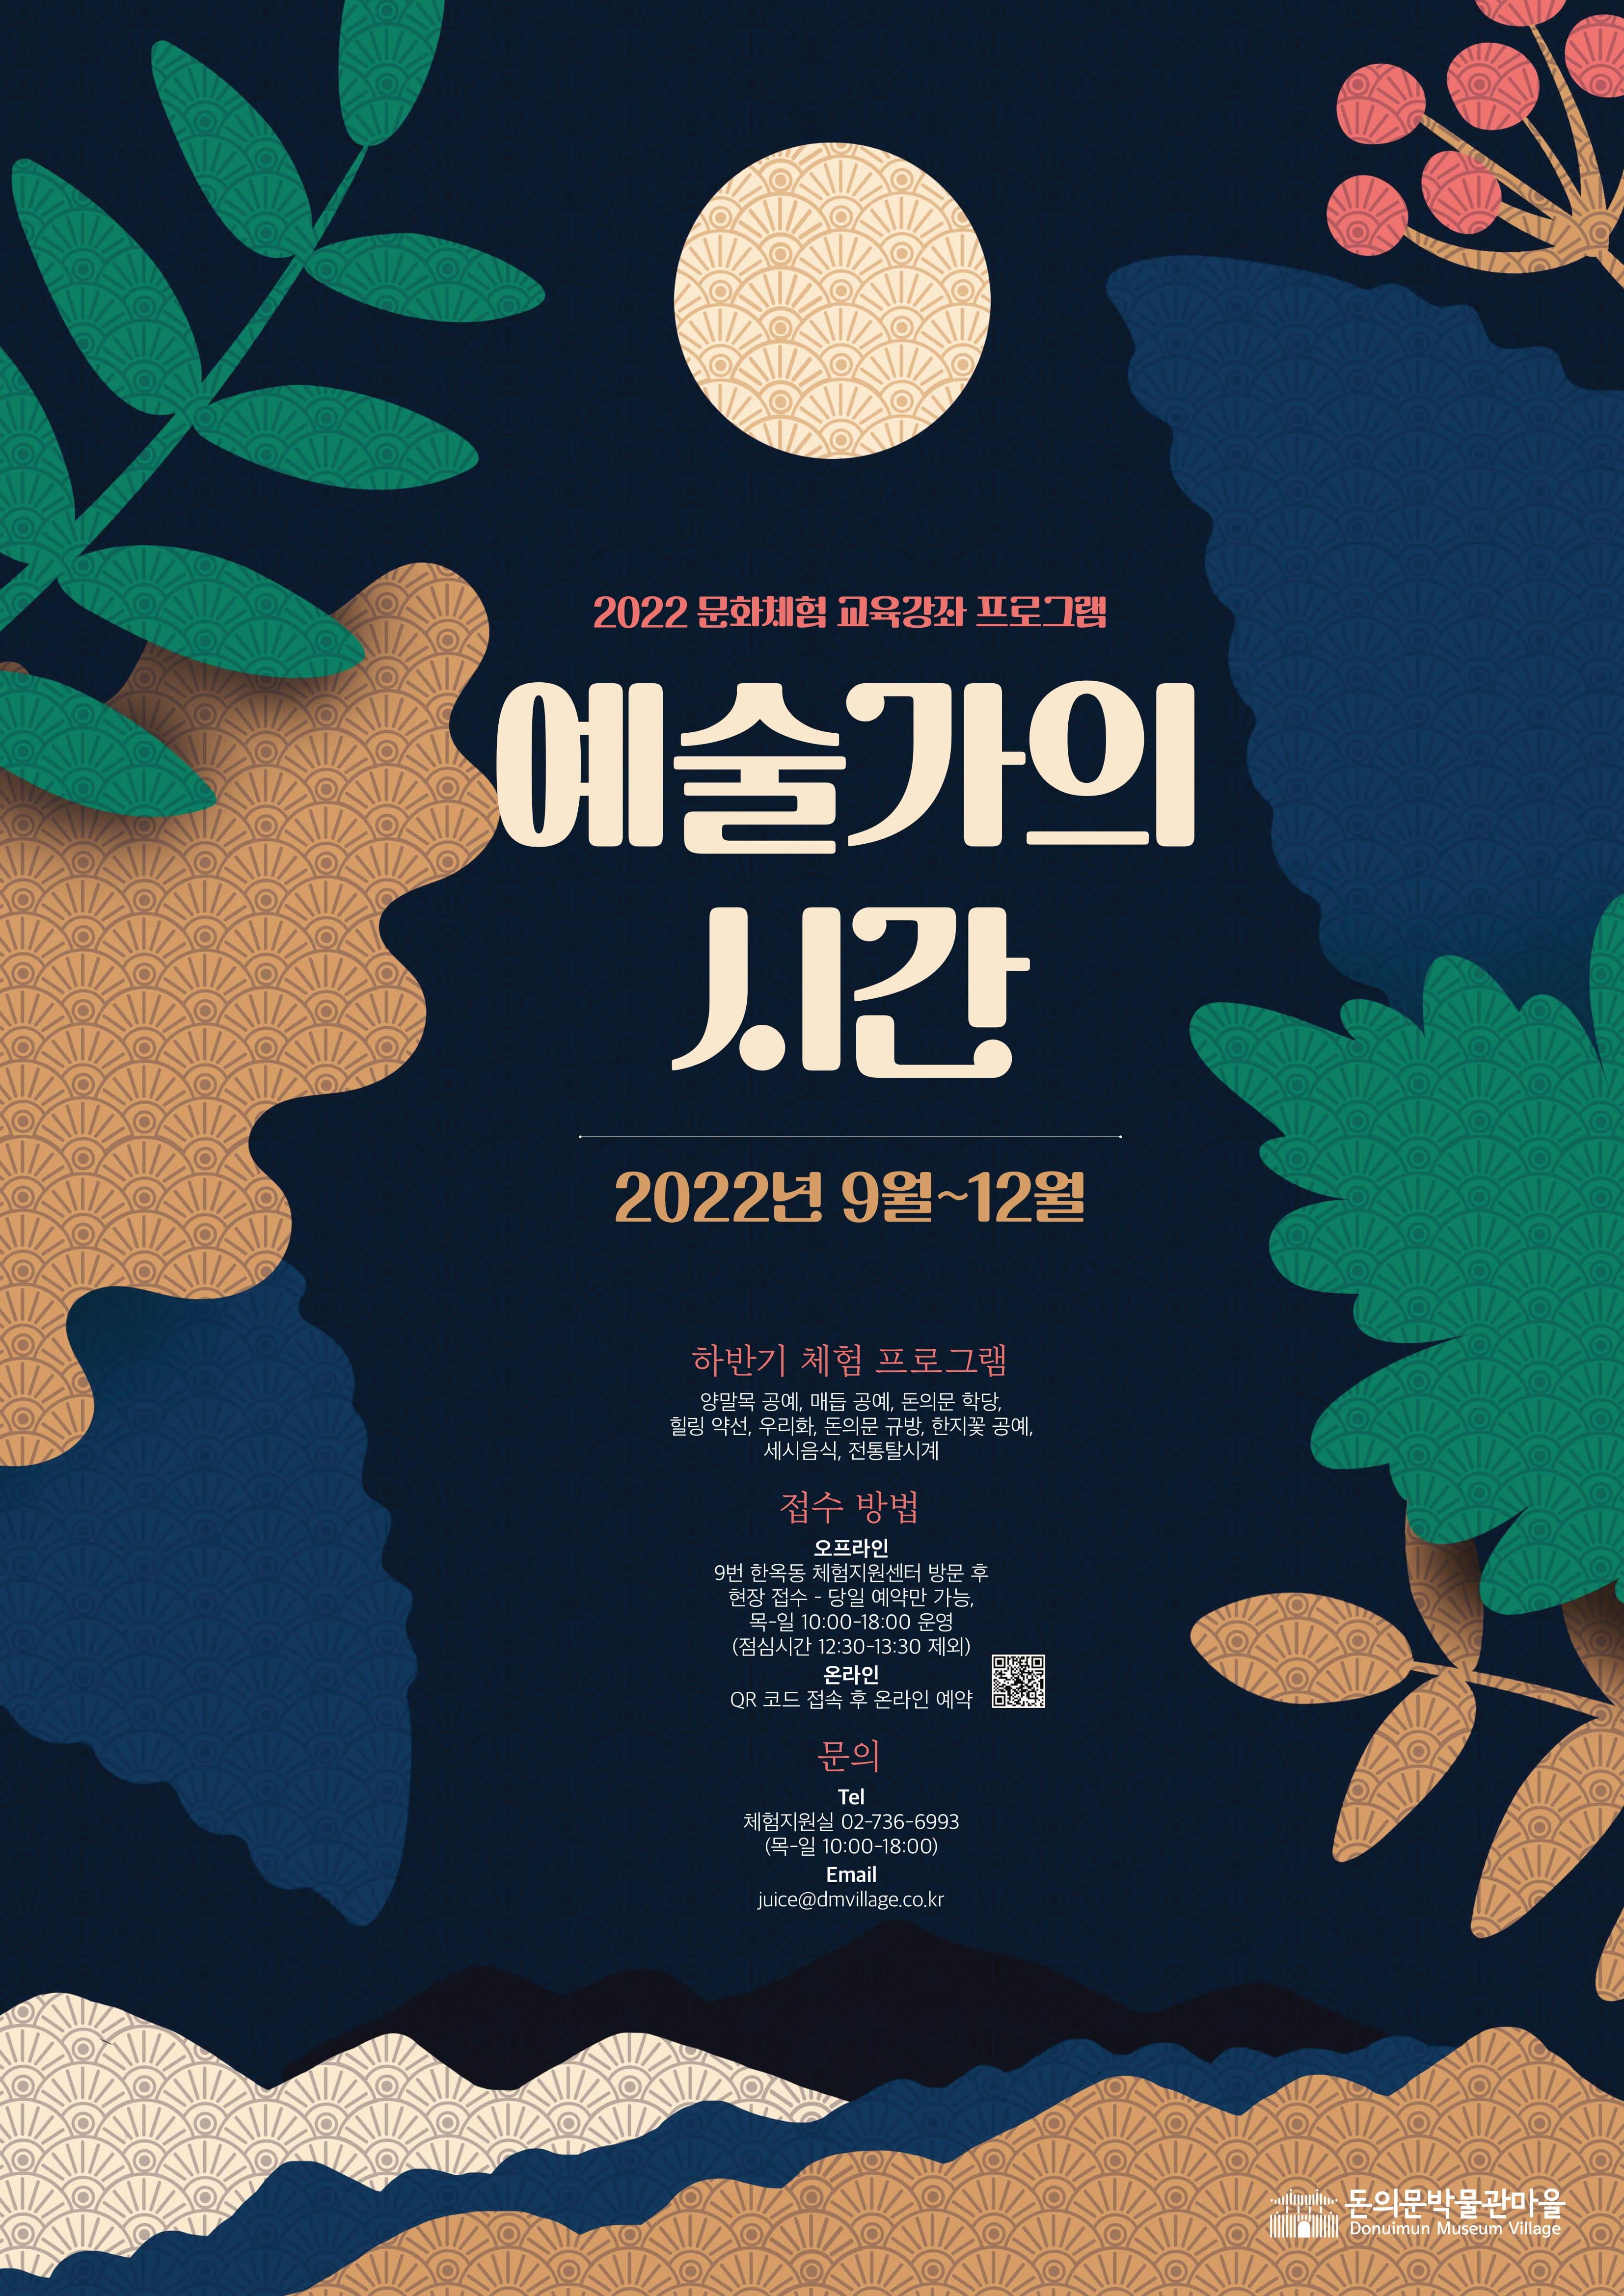 2022 문화체험 교육강좌 프로그램
예술가의
시간
2022년 9월~12월
하반기 체험 프로그램
양말목 공예, 매듭 공예, 돈의문 학당,
힐링 약선, 우리화, 돈의문 규방, 한지꽃 공예,
세시음식, 전통탈시계
접수 방법
오프라인
9번 한옥동 체험지원센터 방문 후
현장 접수 - 당일 예약만 가능,
목-일 10:00-18:00 운영
(점심시간 12:30-13:30 제외)
온라인
QR 코드 접속 후 온라인 예약
문의
Tel
체험지원실 02-736-6993
(목-일 10:00-18:00)
Email
juice@dmvillage.co.kr
돈의문박물관마을
Donuimun Museum Village